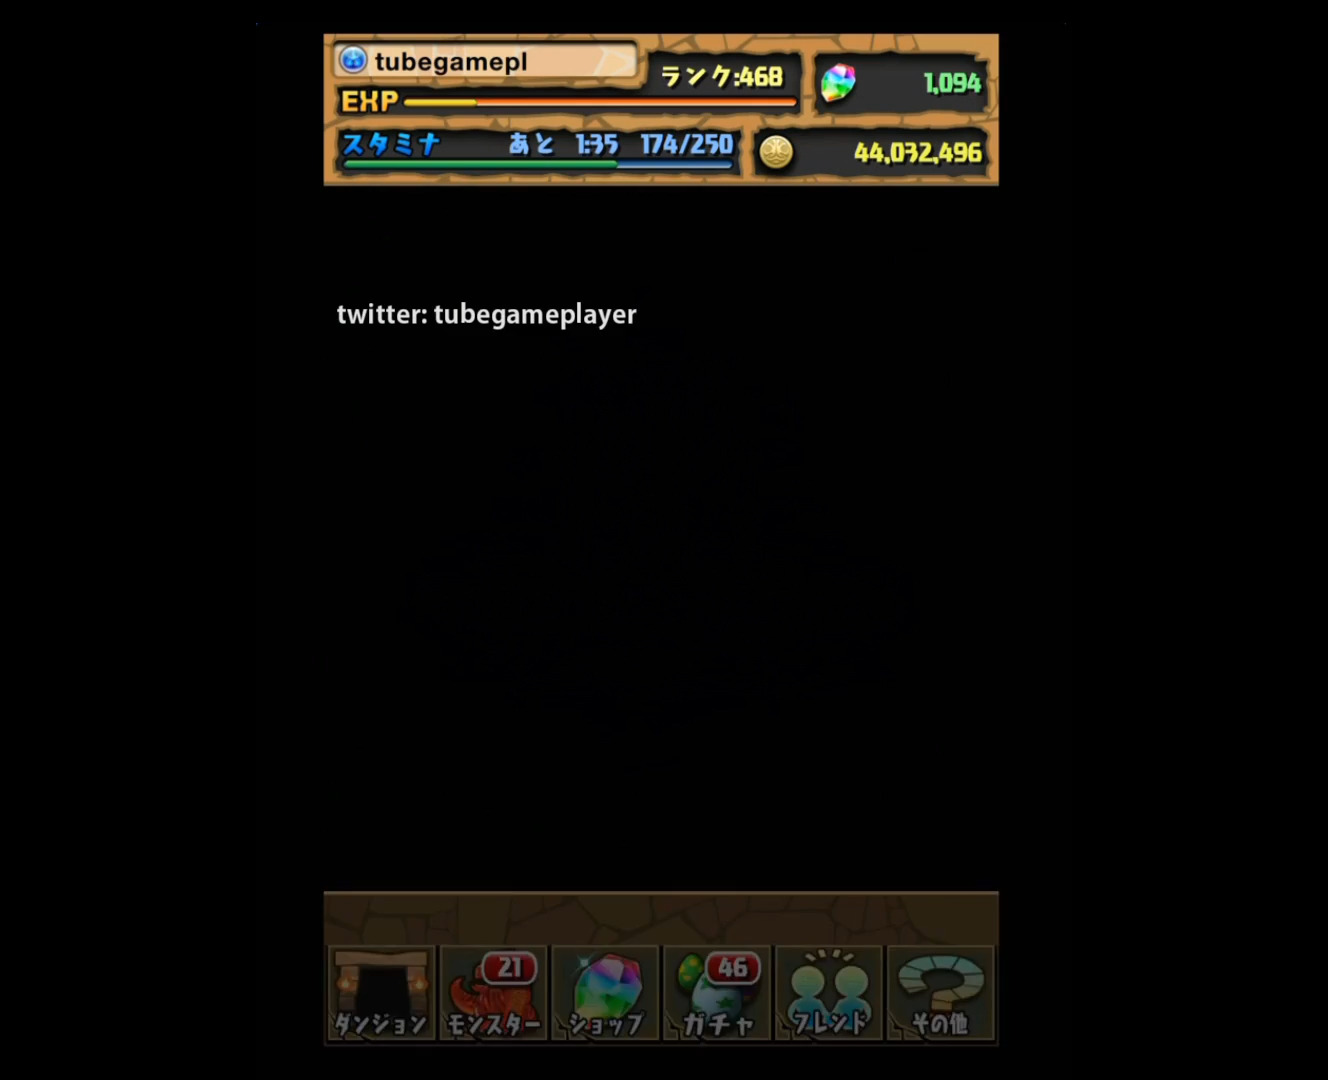 tubegamepl
ランク:468
1,094
EXP
スタミナ あと 1:35 174/250
44,032,496
twitter: tubegameplayer
21
46
ダンジョン モンスター ショップ ガチャ フレンド その他